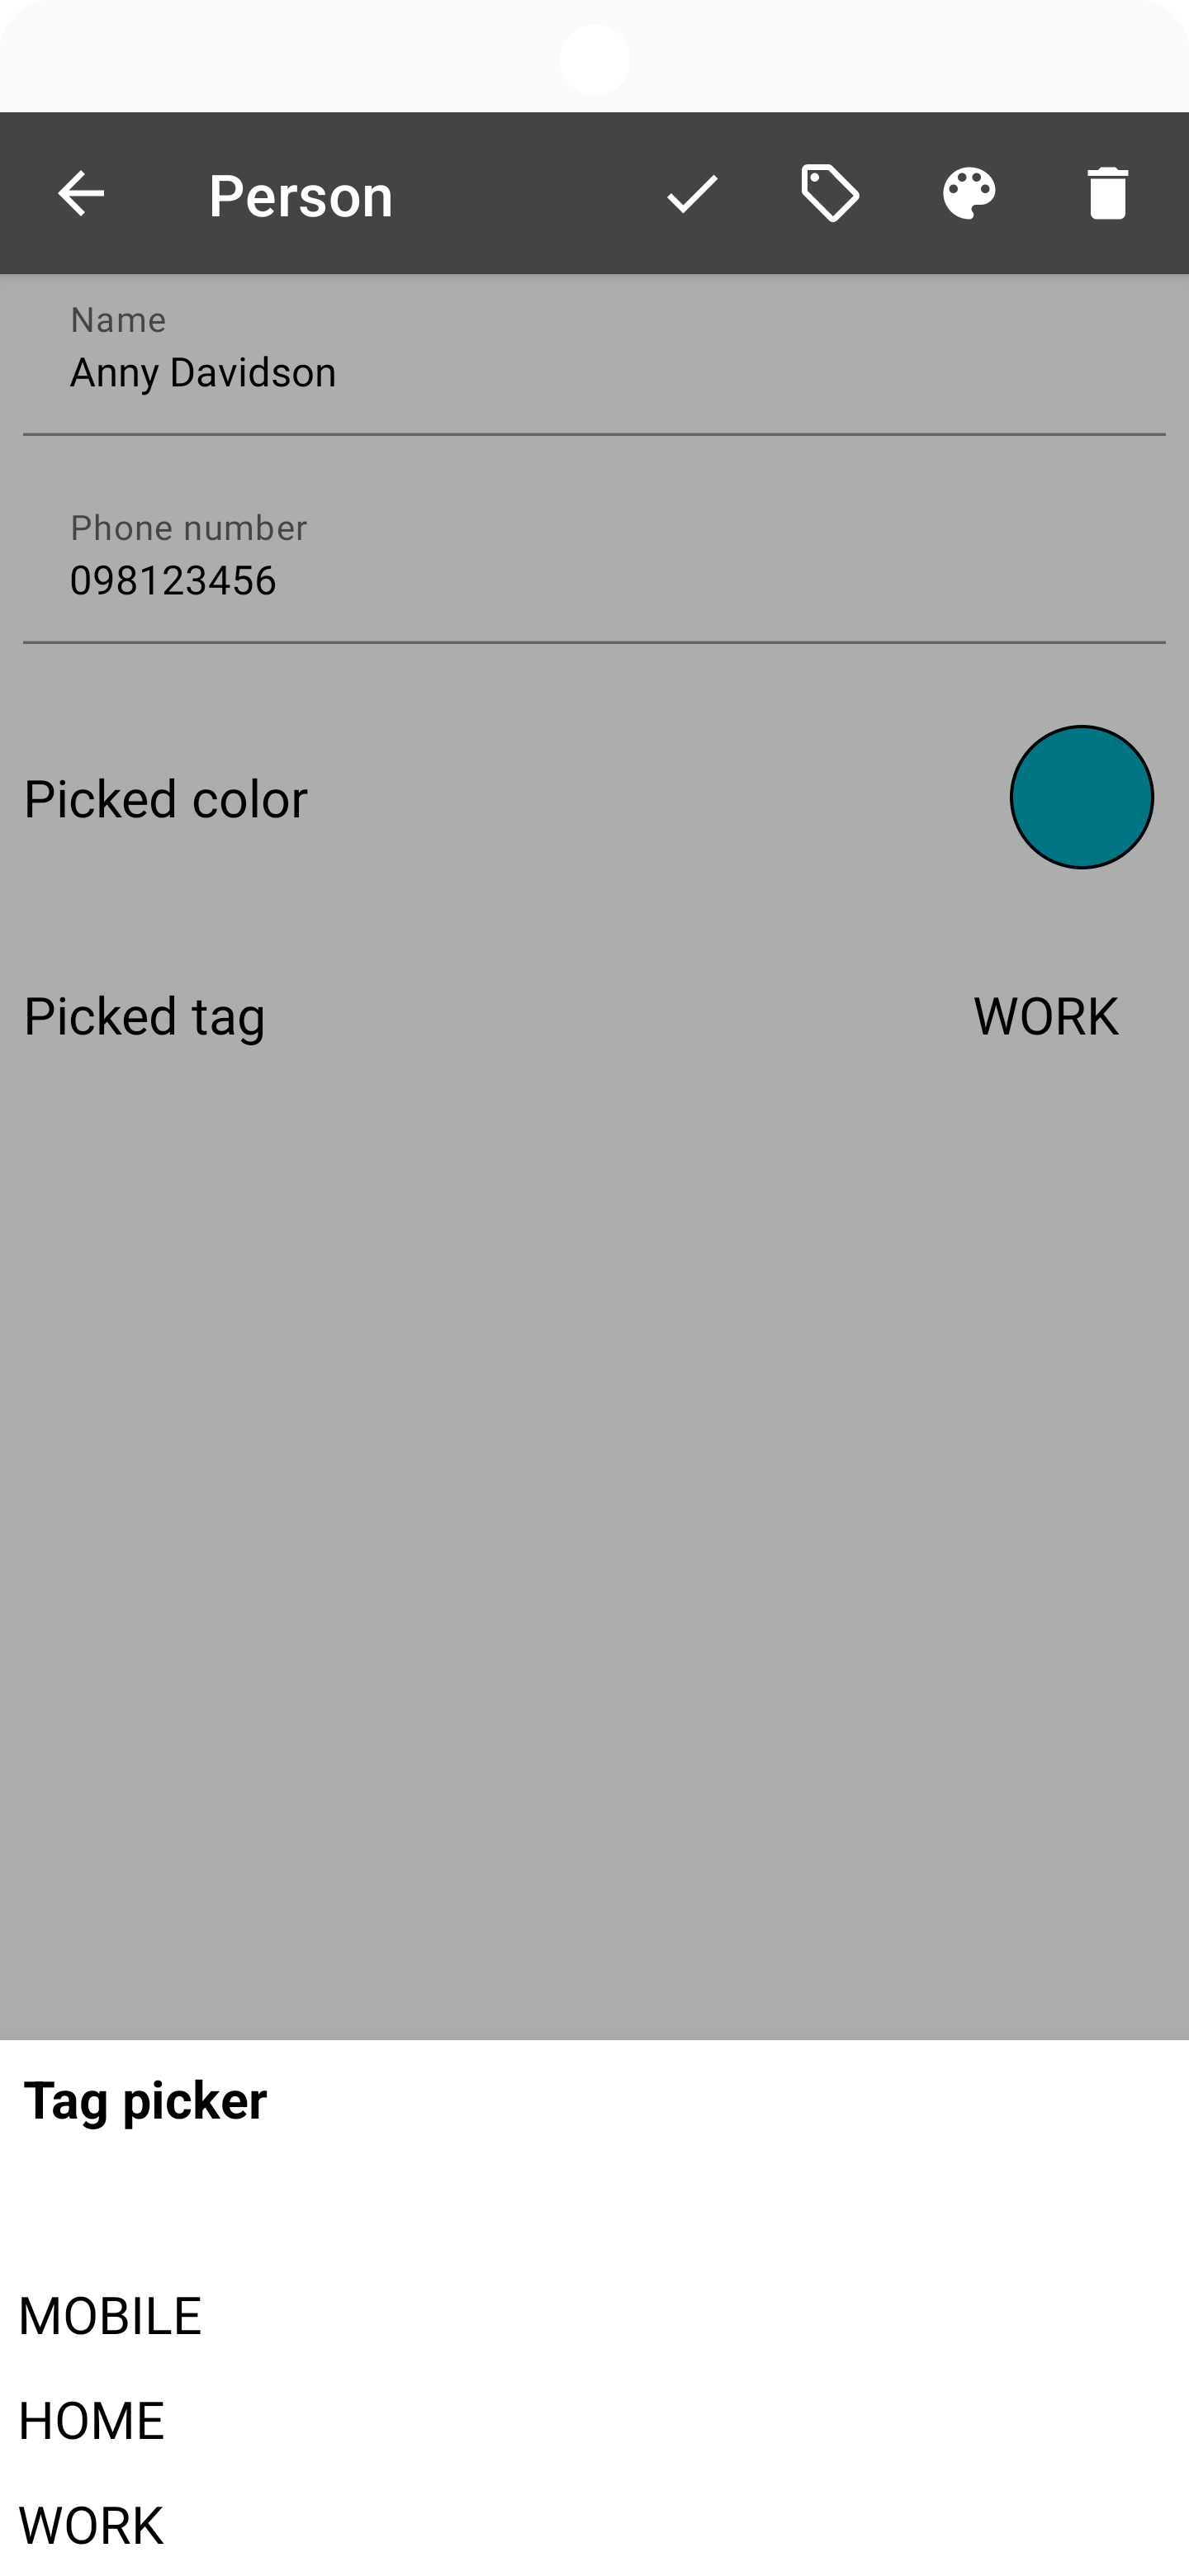 Person
Name
Anny Davidson
Phone number
098123456
Picked color
Picked tag WORK
Tag picker
MOBILE
HOME
WORK